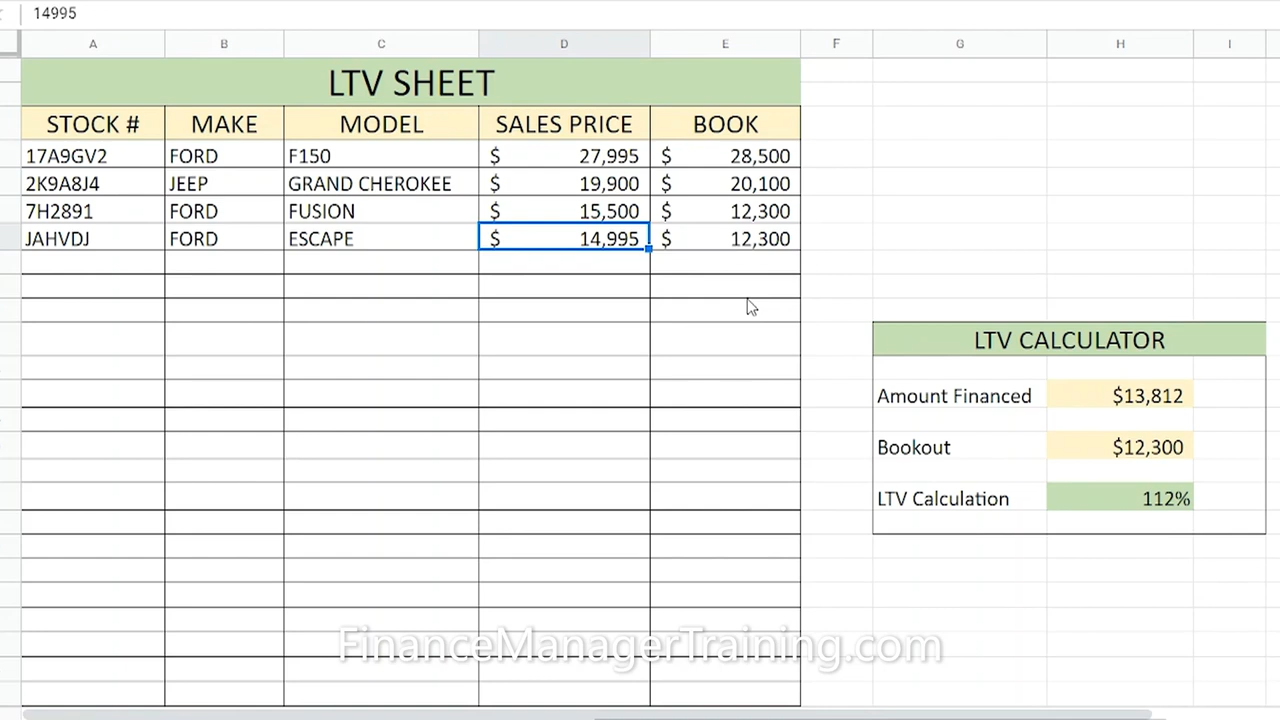 14995
A B C D E F G H I
LTV SHEET
STOCK # MAKE MODEL SALES PRICE BOOK
17A9GV2 FORD F150 $ 27,995 $ 28,500
2K9A8J4 JEEP GRAND CHEROKEE $ 19,900 $ 20,100
7H2891 FORD FUSION $ 15,500 $ 12,300
JAHVDJ FORD ESCAPE $ 14,995 $ 12,300
LTV CALCULATOR
Amount Financed $13,812
Bookout $12,300
LTV Calculation 112%
FinanceManagerTraining.com